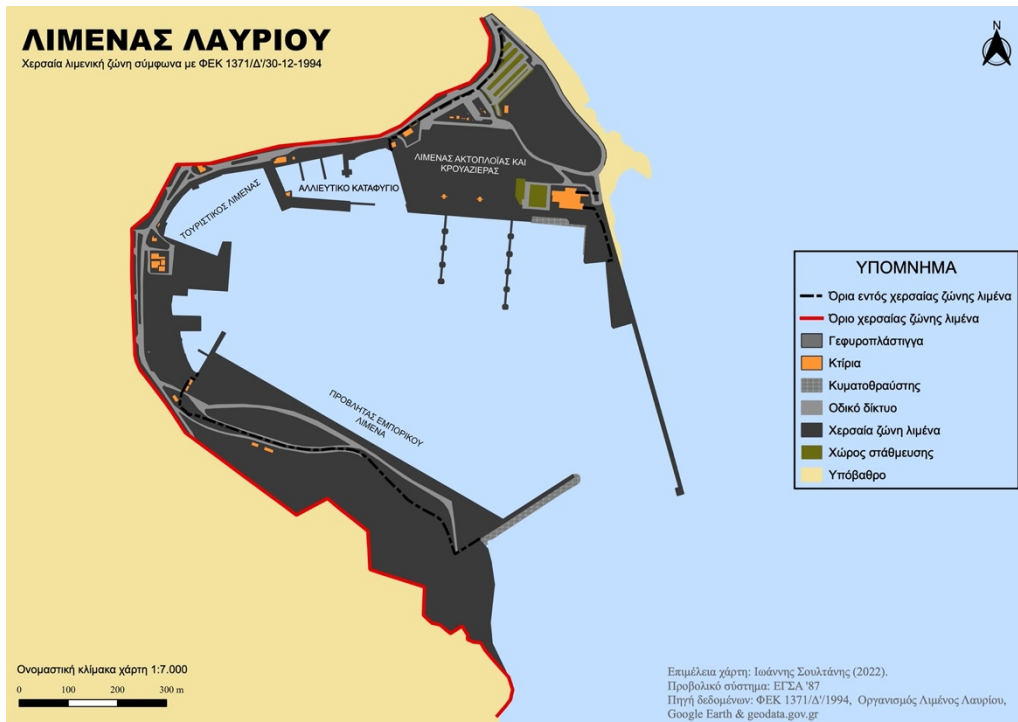 ΛΙΜΕΝΑΣ ΛΑΥΡΙΟΥ
Χερσαία λιμενική ζώνη σύμφωνα με ΦΕΚ 1371/Δ'/30-12-1994
N
ΛΙΜΕΝΑΣ ΑΚΤΟΠΛΟΪΑΣ ΚΑΙ
ΚΡΟΥΑΖΙΕΡΑΣ
ΑΛΛΙΕΥΤΙΚΟ ΚΑΤΑΦΥΓΙΟ
ΤΟΥΡΙΣΤΙΚΟΣ ΛΙΜΕΝΑΣ
ΠΡΟΒΛΗΤΑΣ ΕΜΠΟΡΙΚΟΥ
ΛΙΜΕΝΑ
ΥΠΟΜΝΗΜΑ
Όρια εντός χερσαίας ζώνης λιμένα
Όριο χερσαίας ζώνης λιμένα
Γεφυροπλάστιγγα
Κτίρια
Κυματοθραύστης
Οδικό δίκτυο
Χερσαία ζώνη λιμένα
Χώρος στάθμευσης
Υπόβαθρο
Ονομαστική κλίμακα χάρτη 1:7.000
0 100 200 300 m
Επιμέλεια χάρτη: Ιωάννης Σουλτάνης (2022).
Προβολικό σύστημα: ΕΓΣΑ '87
Πηγή δεδομένων: ΦΕΚ 1371/Δ'/1994, Οργανισμός Λιμένος Λαυρίου,
Google Earth & geodata.gov.gr